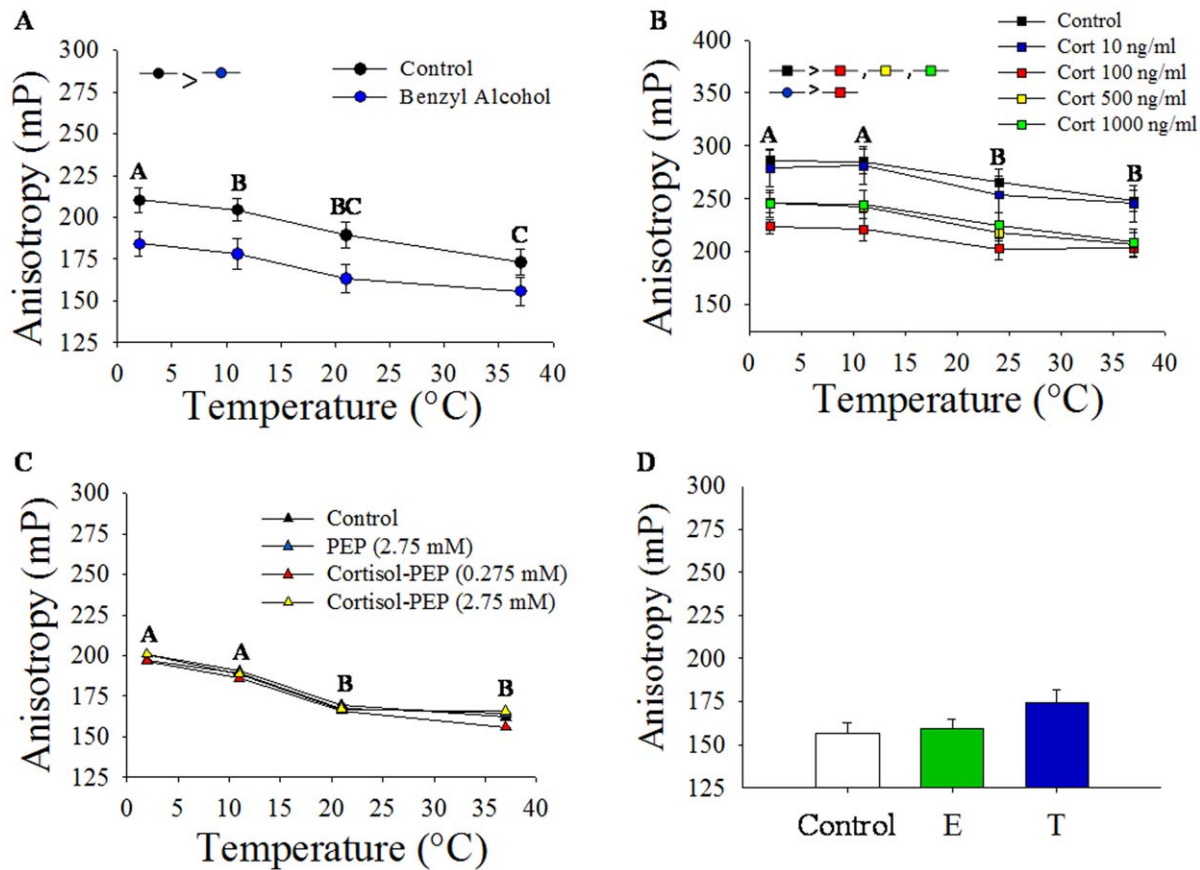 A
300
275
250
225
200
175
150
125
Anisotropy (mP)
>
Control
Benzyl Alcohol
A
B
BC
C
0 5 10 15 20 25 30 35 40
Temperature (°C)
B
400
350
300
250
200
150
Anisotropy (mP)
> , ,
>
Control
Cort 10 ng/ml
Cort 100 ng/ml
Cort 500 ng/ml
Cort 1000 ng/ml
A
A
B
B
0 5 10 15 20 25 30 35 40
Temperature (°C)
C
300
275
250
225
200
175
150
125
Anisotropy (mP)
Control
PEP (2.75 mM)
Cortisol-PEP (0.275 mM)
Cortisol-PEP (2.75 mM)
A
A
B
B
0 5 10 15 20 25 30 35 40
Temperature (°C)
D
300
275
250
225
200
175
150
125
Anisotropy (mP)
Control E T